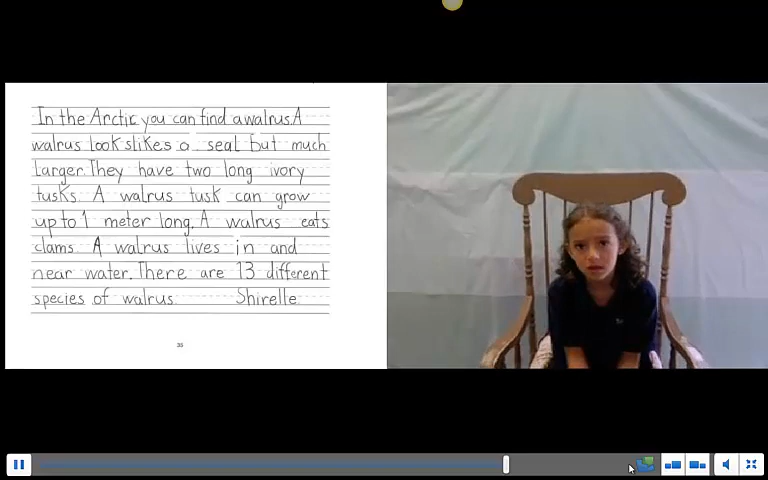 In the Arctic you can find a walrus. A
walrus looks likes a seal but much
larger. They have two long ivory
tusks. A walrus tusk can grow
up to 1 meter long. A walrus eats
clams A walrus lives in and
near water. There are 13 different
species of walrus. Shirelle
35